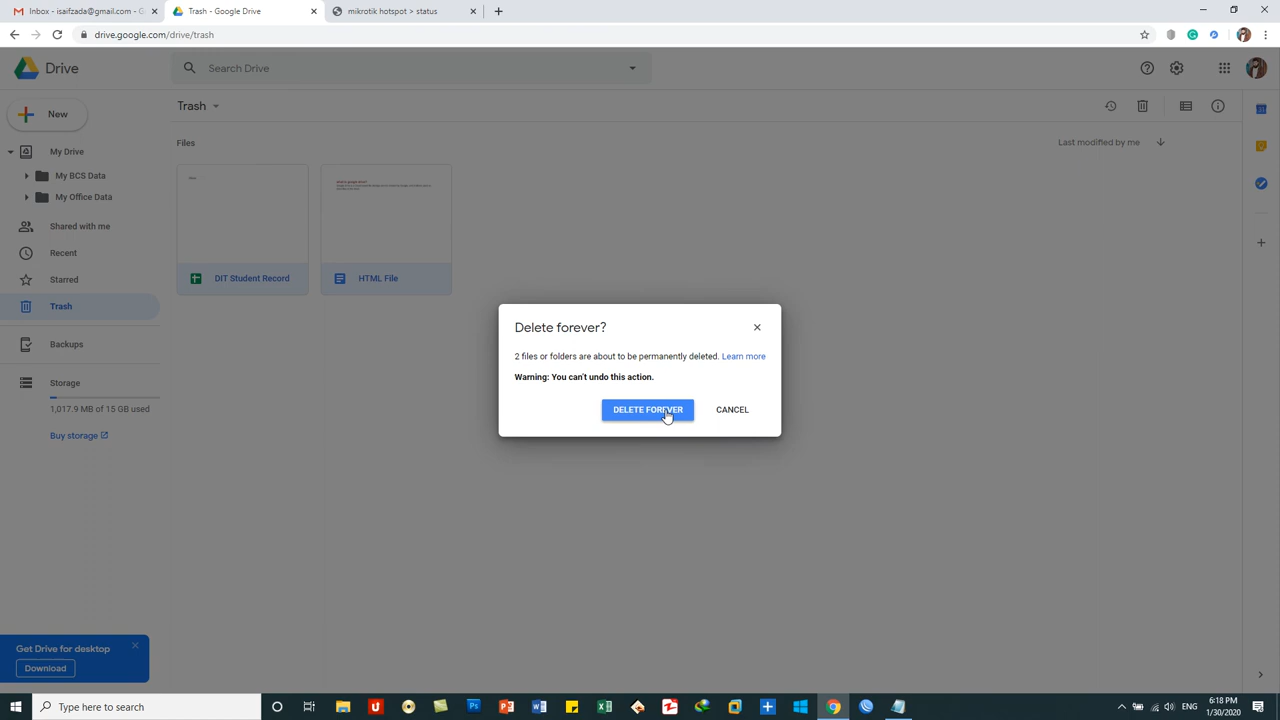 Inbox - isaifzada@gmail.com - G
Trash - Google Drive
mikrotik hotspot > status
drive.google.com/drive/trash
Drive
Search Drive
New
Trash
My Drive
My BCS Data
My Office Data
Shared with me
Recent
Starred
Trash
Backups
Storage
1,017.9 MB of 15 GB used
Buy storage
Files
Last modified by me
DIT Student Record
HTML File
Delete forever?
2 files or folders are about to be permanently deleted. Learn more
Warning: You can't undo this action.
DELETE FOREVER
CANCEL
Get Drive for desktop
Download
Type here to search
ENG
6:18 PM
1/30/2020